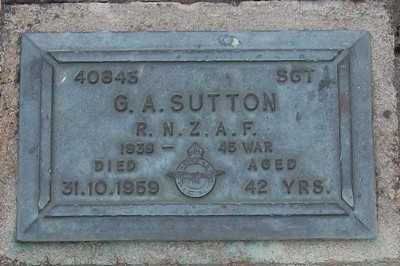 40843 SGT
G. A. SUTTON
R. N. Z. A. F.
1939 - 45 WAR
DIED AGED
31.10.1959 42 YRS.